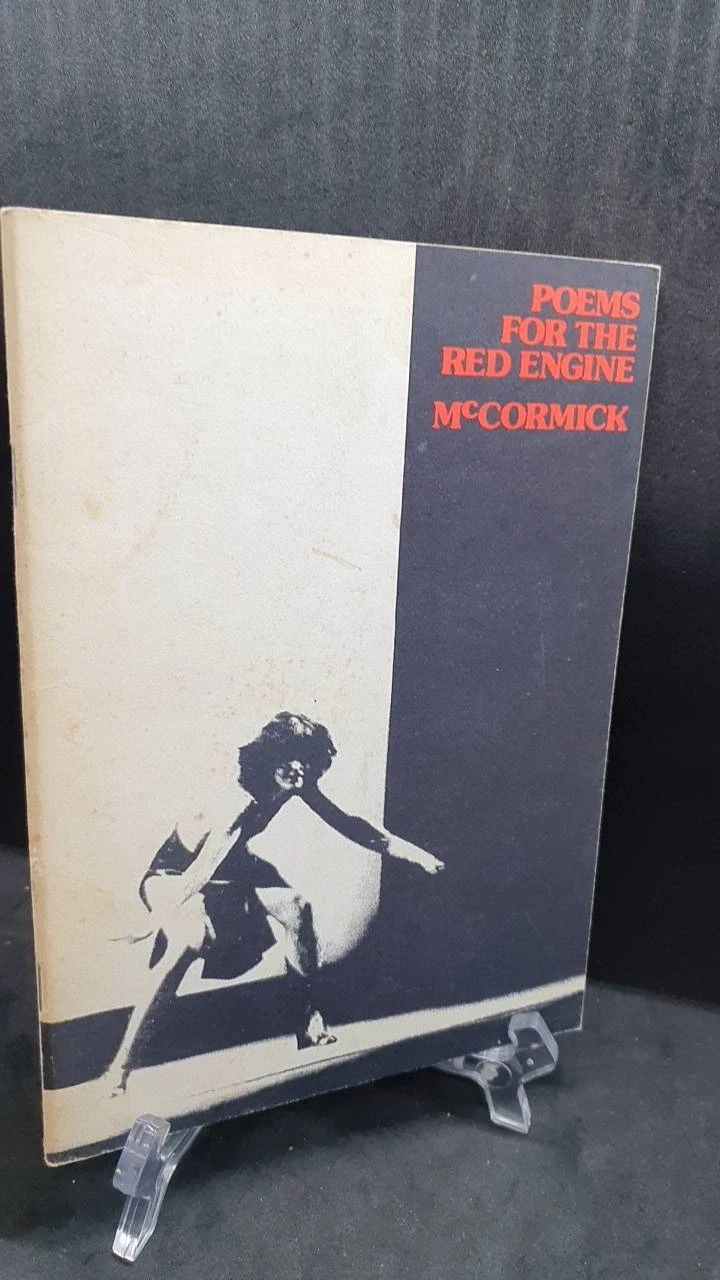 POEMS
FOR THE
RED ENGINE
McCORMICK